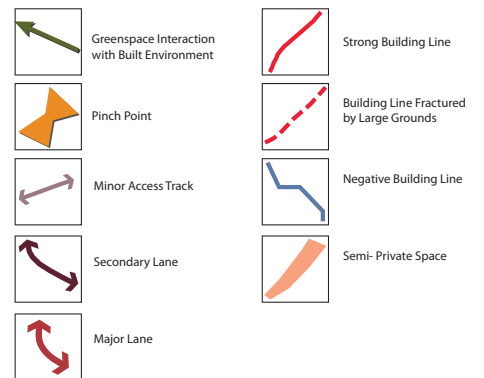 Greenspace Interaction
with Built Environment
Pinch Point
Minor Access Track
Secondary Lane
Major Lane
Strong Building Line
Building Line Fractured
by Large Grounds
Negative Building Line
Semi- Private Space